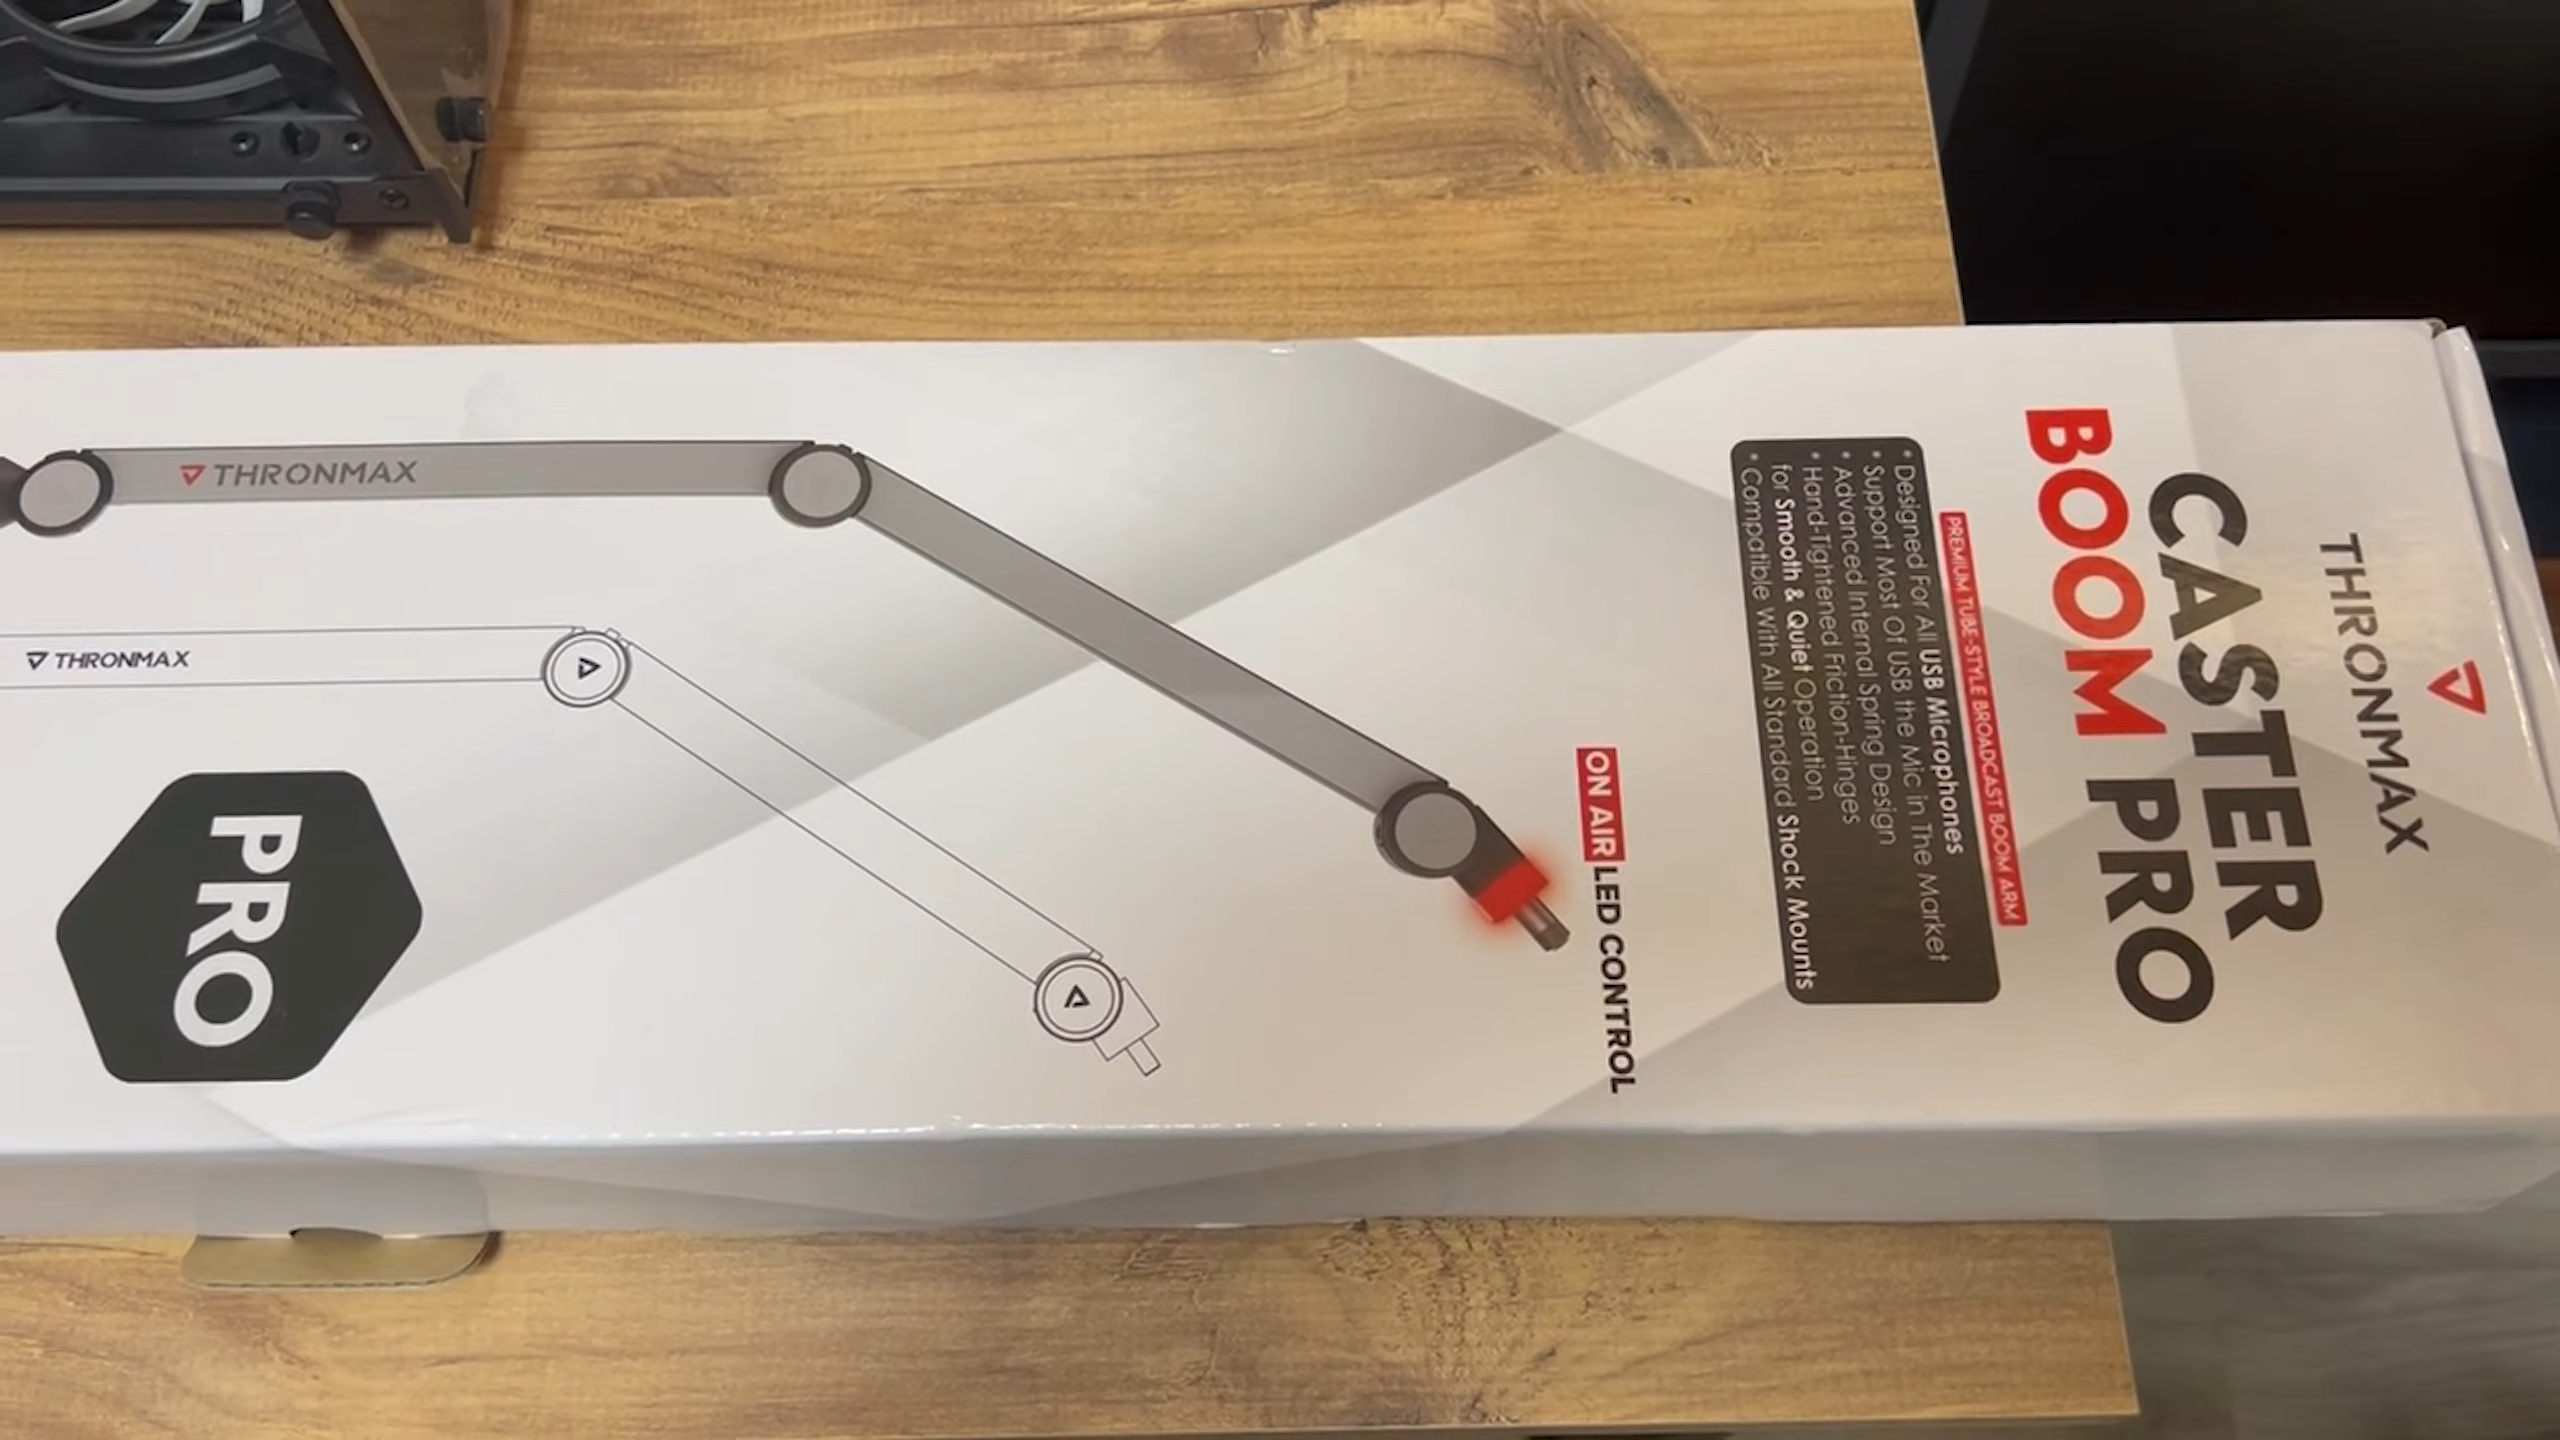 THRONMAX
CASTER
BOOM PRO
PREMIUM TUBE-STYLE BROADCAST BOOM ARM
• Designed For All USB Microphones
• Support Most Of USB the Mic in The Market
• Advanced Internal Spring Design
• Hand-Tightened Friction-Hinges
for Smooth & Quiet Operation
• Compatible With All Standard Shock Mounts
ON AIR LED CONTROL
THRONMAX
THRONMAX
PRO